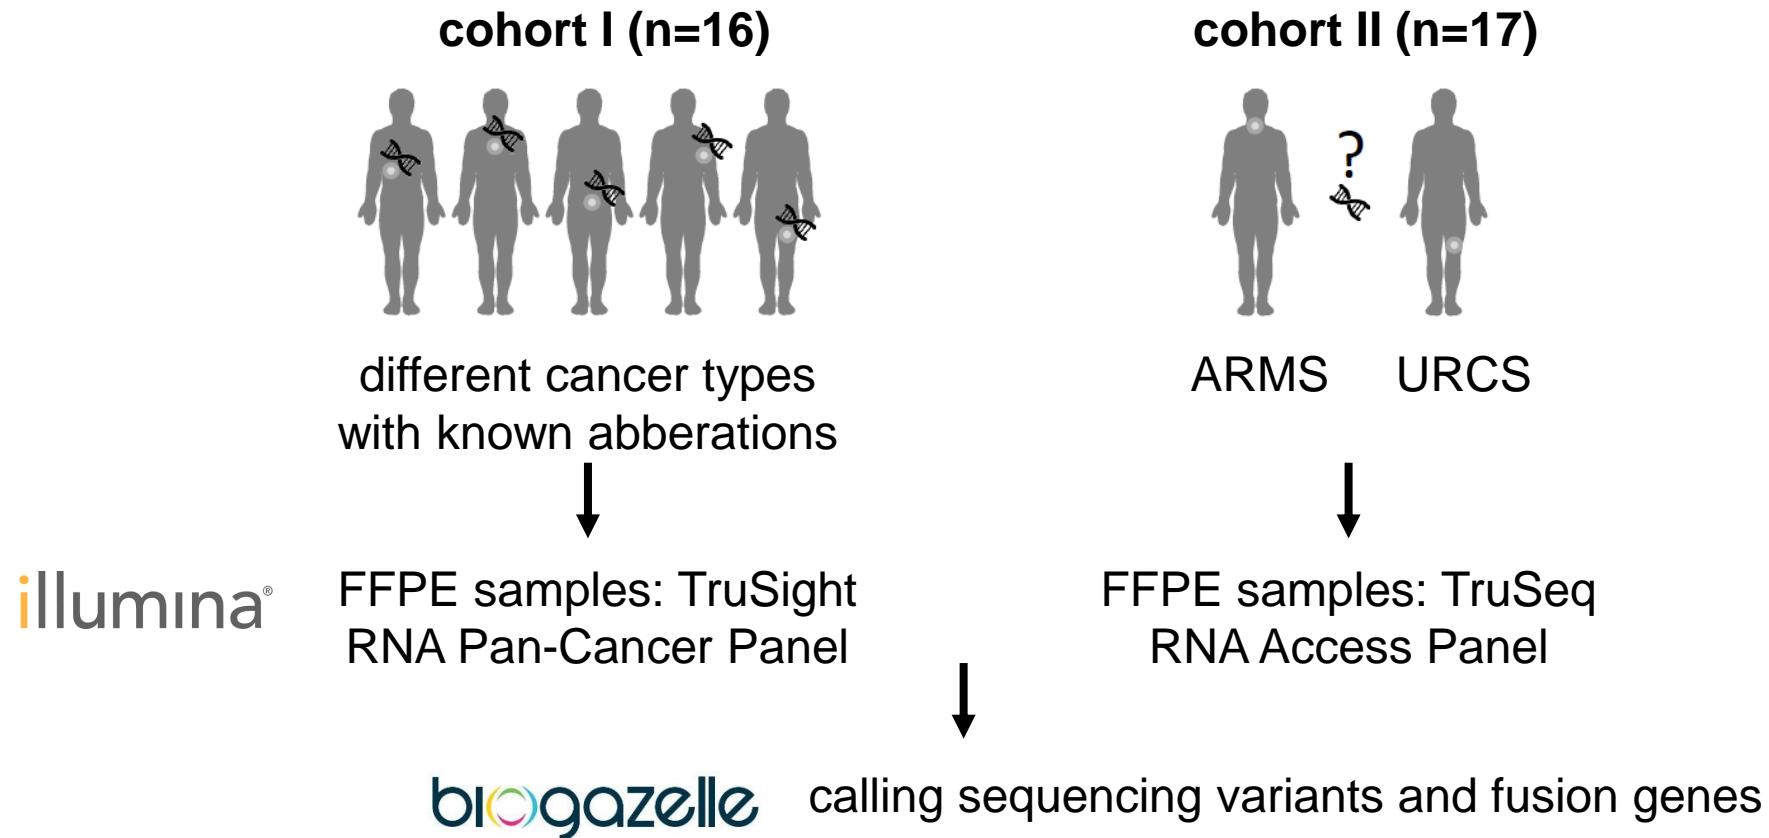 cohort I (n=16)
cohort II (n=17)
?
different cancer types
with known abberations
ARMS
URCS
illumina®
FFPE samples: TruSight
RNA Pan-Cancer Panel
FFPE samples: TruSeq
RNA Access Panel
biogazelle
calling sequencing variants and fusion genes